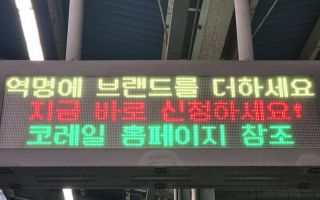 역명에 브랜드를 더하세요
지금 바로 신청하세요!
코레일 홈페이지 참조